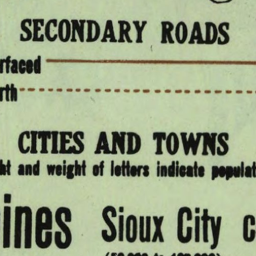 SECONDARY ROADS
rfaced
rth
CITIES AND TOWNS
ht and weight of letters indicate populat
ines Sioux City c